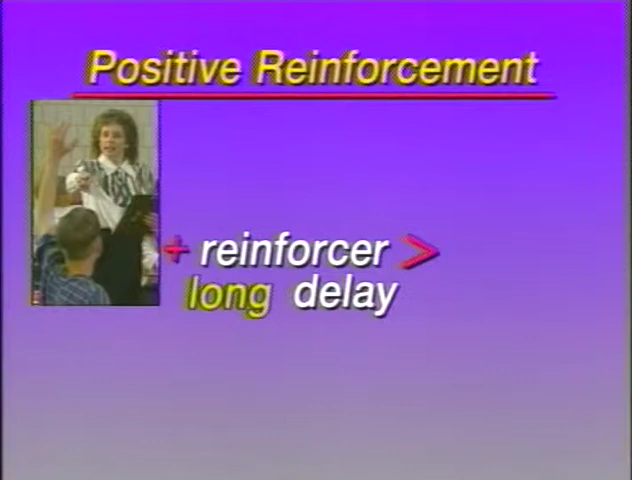 Positive Reinforcement
+ reinforcer >
long delay